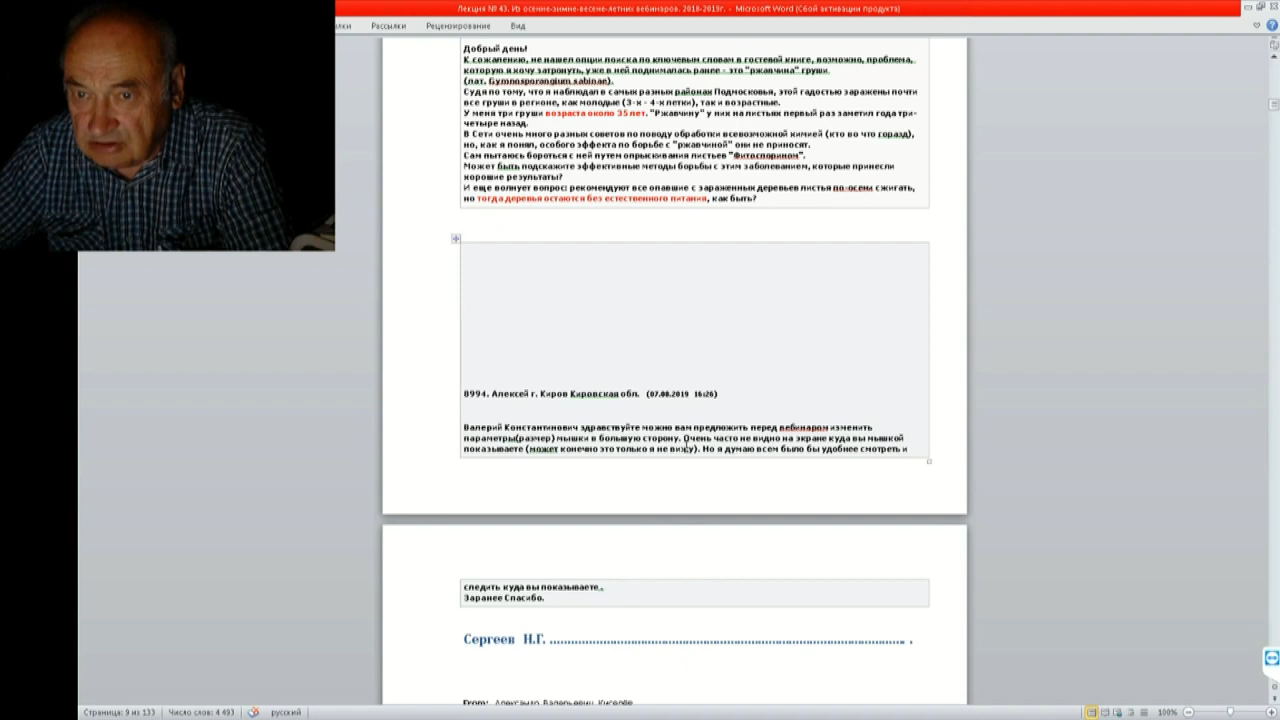 Лекция № 43. Из осенне-зимне-весене-летних вебинаров. 2018-2019г. - Microsoft Word (Сбой активации продукта)
лки Рассылки Рецензирование Вид
Добрый день!
К сожалению, не нашел опции поиска по ключевым словам в гостевой книге, возможно, проблема,
которую я хочу затронуть, уже в ней поднималась ранее - это "ржавчина" груши
(лат. Gymnosporangium sabinae).
Судя по тому, что я наблюдал в самых разных районах Подмосковья, этой гадостью заражены почти
все груши в регионе, как молодые (3-х - 4-х летки), так и возрастные.
У меня три груши возраста около 35 лет. "Ржавчину" у них на листьях первый раз заметил года три-
четыре назад.
В Сети очень много разных советов по поводу обработки всевозможной химией (кто во что горазд),
но, как я понял, особого эффекта по борьбе с "ржавчиной" они не приносят.
Сам пытаюсь бороться с ней путем опрыскивания листьев "Фитоспорином".
Может быть подскажите эффективные методы борьбы с этим заболеванием, которые принесли
хорошие результаты?
И еще волнует вопрос: рекомендуют все опавшие с зараженных деревьев листья по-осени сжигать,
но тогда деревья остаются без естественного питания, как быть?
8994. Алексей г. Киров Кировская обл. (07.08.2019 16:26)
Валерий Константинович здравствуйте можно вам предложить перед вебинаром изменить
параметры(размер) мышки в большую сторону. Очень часто не видно на экране куда вы мышкой
показываете (может конечно это только я не вижу). Но я думаю всем было бы удобнее смотреть и
следить куда вы показываете..
Заранее Спасибо.
Сергеев Н.Г. ........................................................................................ .
From: Александр Валерьевич Киселёв
Страница: 9 из 133 Число слов: 4 493 русский 100%